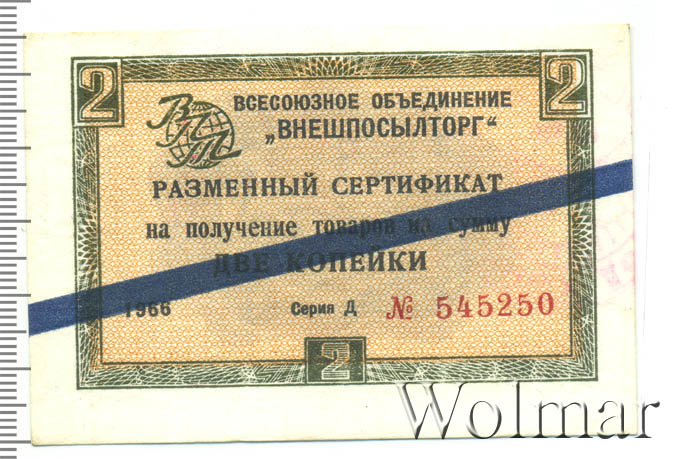 2 2
ВПТ
ВСЕСОЮЗНОЕ ОБЪЕДИНЕНИЕ
„ВНЕШПОСЫЛТОРГ“
РАЗМЕННЫЙ СЕРТИФИКАТ
на получение товаров на сумму
ДВЕ КОПЕЙКИ
1966 Серия Д № 545250
2
Wolmar